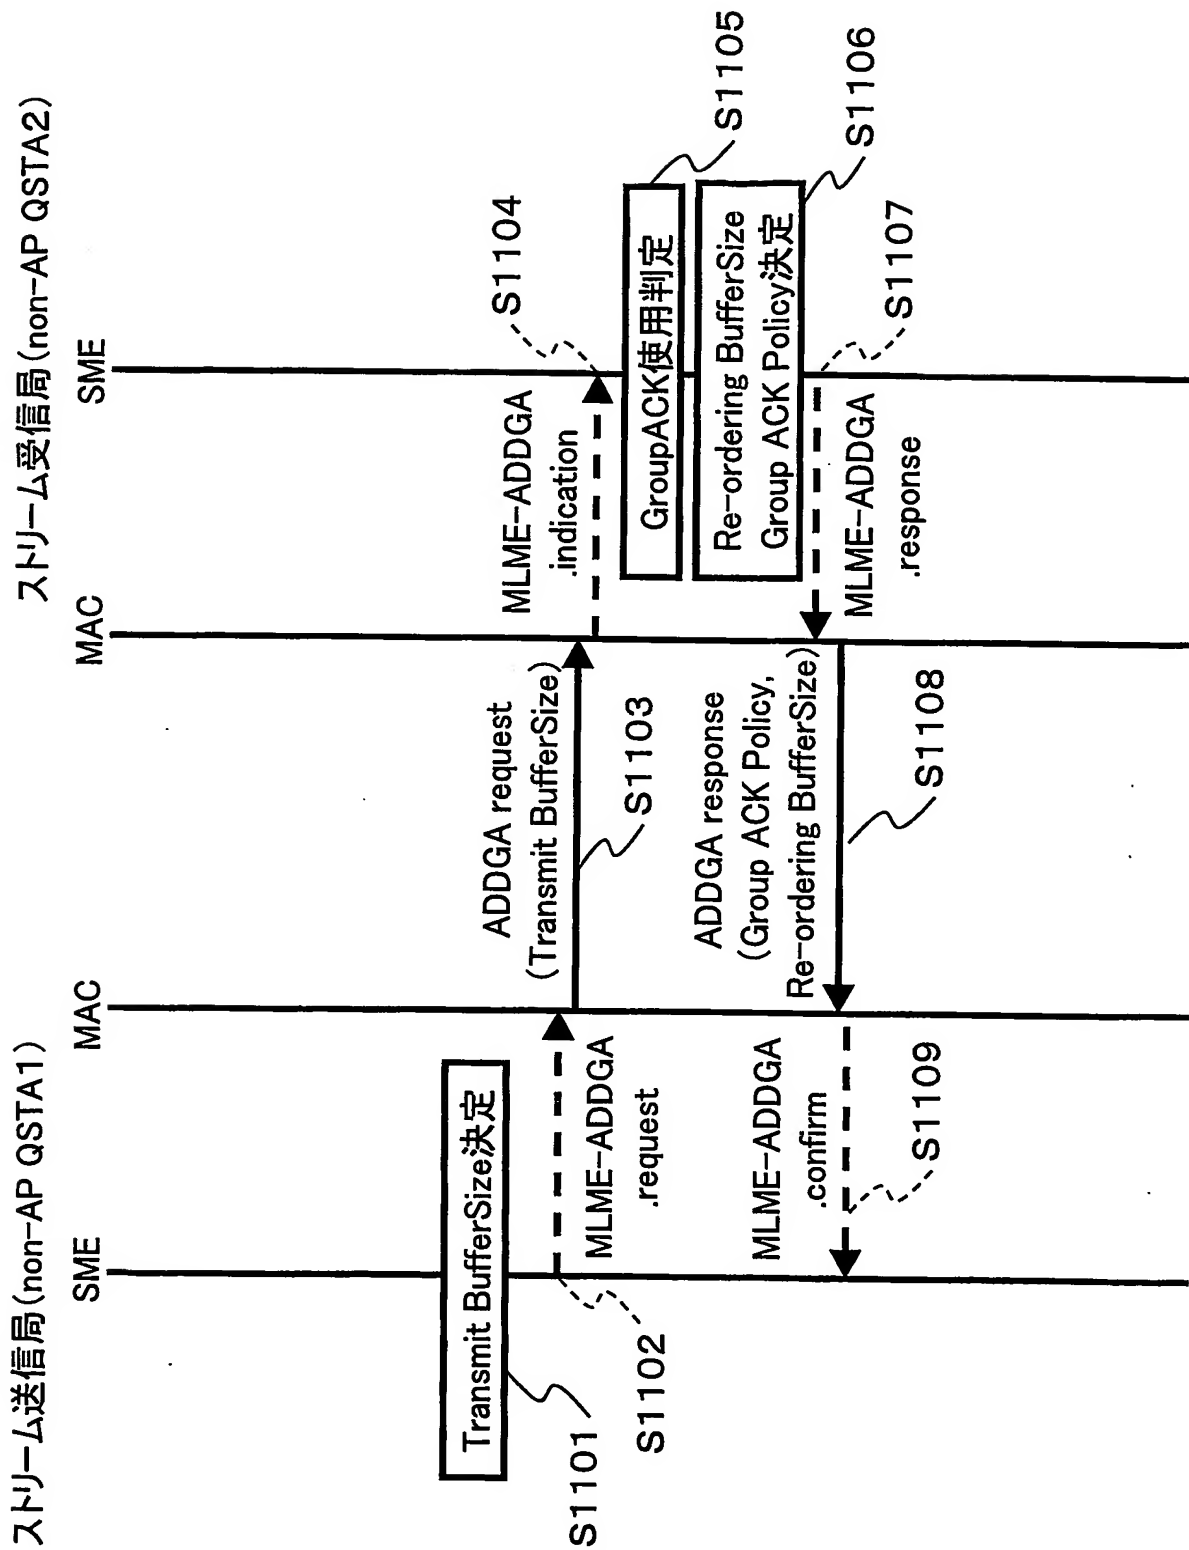 ストリーム送信局(non-AP QSTA1)
ストリーム受信局(non-AP QSTA2)
SME
MAC
MAC
SME
Transmit BufferSize決定
S1101
S1102
MLME-ADDGA
.request
ADDGA request
(Transmit BufferSize)
S1103
MLME-ADDGA
.indication
S1104
GroupACK使用判定
S1105
Re-ordering BufferSize
Group ACK Policy決定
S1106
S1107
MLME-ADDGA
.response
ADDGA response
(Group ACK Policy,
Re-ordering BufferSize)
S1108
MLME-ADDGA
.confirm
S1109